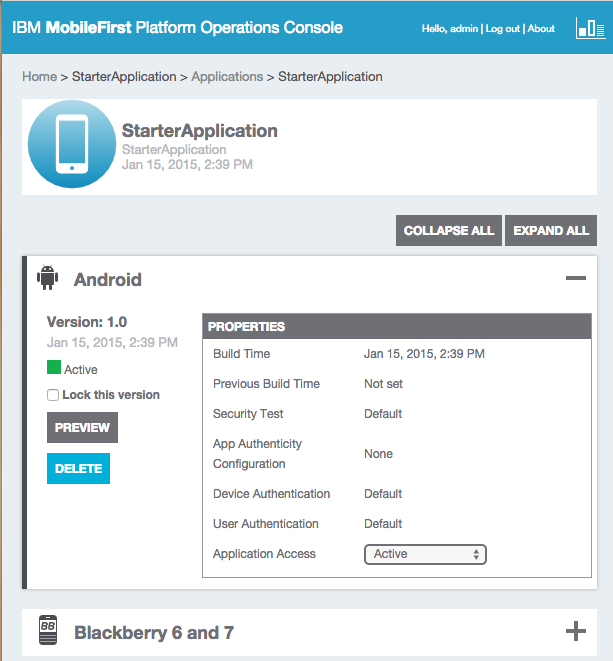 IBM MobileFirst Platform Operations Console
Hello, admin | Log out | About
Home > StarterApplication > Applications > StarterApplication
StarterApplication
StarterApplication
Jan 15, 2015, 2:39 PM
COLLAPSE ALL
EXPAND ALL
Android
Version: 1.0
Jan 15, 2015, 2:39 PM
Active
Lock this version
PREVIEW
DELETE
PROPERTIES
Build Time Jan 15, 2015, 2:39 PM
Previous Build Time Not set
Security Test Default
App Authenticity
Configuration
None
Device Authentication Default
User Authentication Default
Application Access Active
BB
Blackberry 6 and 7